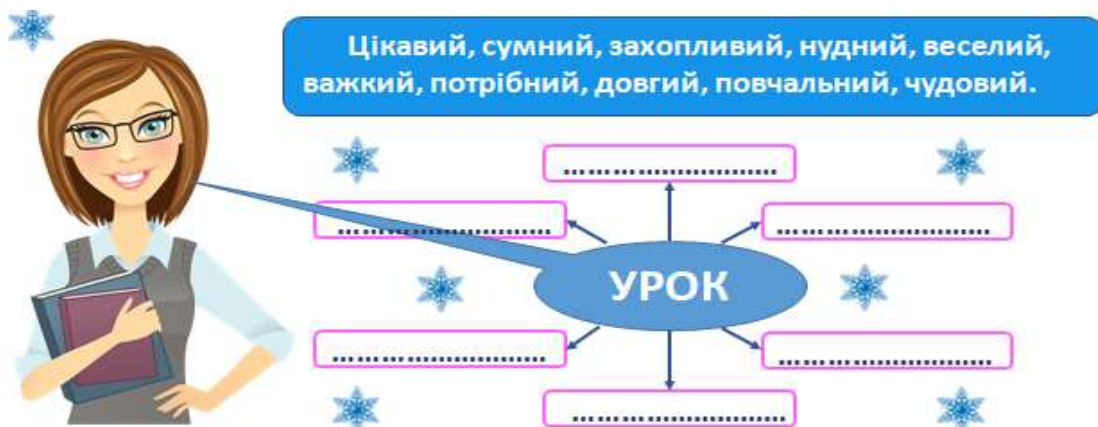 Цікавий, сумний, захопливий, нудний, веселий,
важкий, потрібний, довгий, повчальний, чудовий.
…………………………
…………………………
…………………………
УРОК
…………………………
…………………………
…………………………